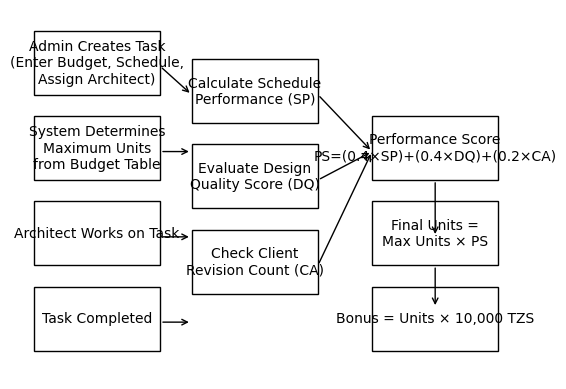 Admin Creates Task
(Enter Budget, Schedule,
Assign Architect)
System Determines
Maximum Units
from Budget Table
Architect Works on Task
Task Completed
Calculate Schedule
Performance (SP)
Evaluate Design
Quality Score (DQ)
Check Client
Revision Count (CA)
Performance Score
PS=(0.4×SP)+(0.4×DQ)+(0.2×CA)
Final Units =
Max Units × PS
Bonus = Units × 10,000 TZS